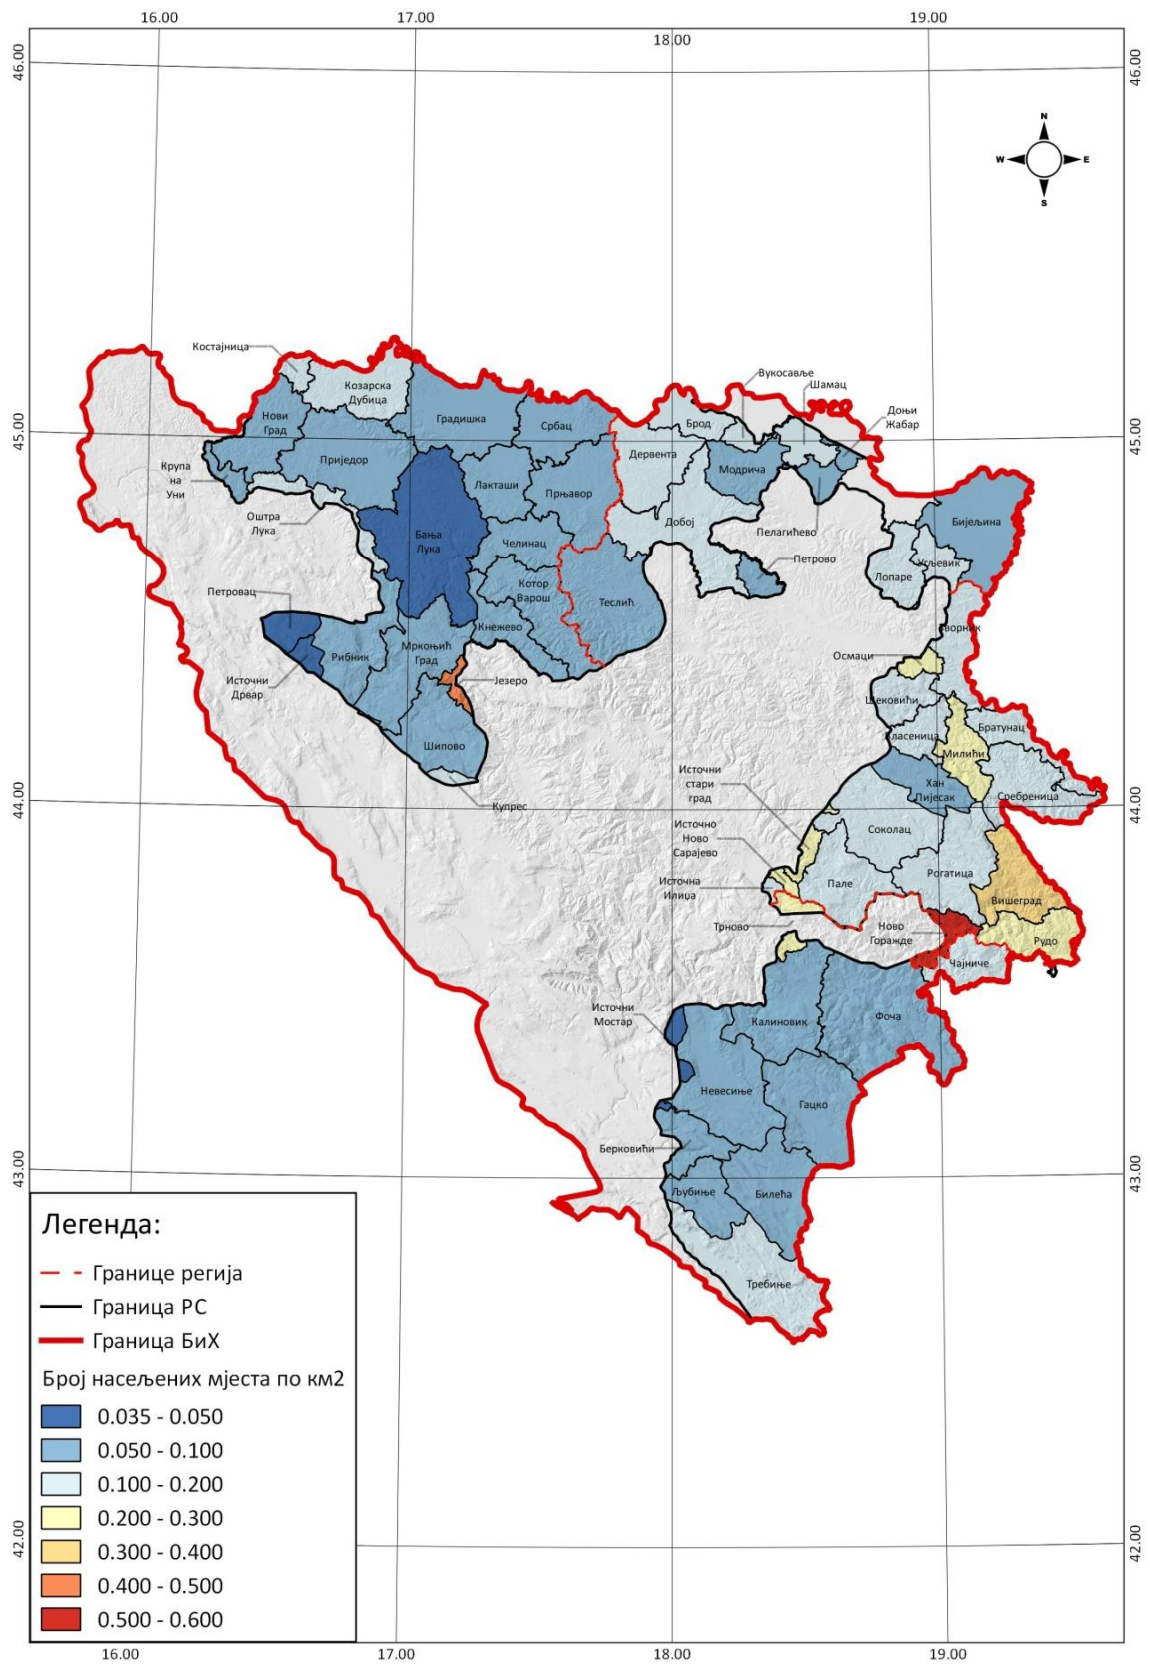 16.00
17.00
18.00
19.00
46.00
46.00
N
W
E
S
Костајница
Козарска
Дубица
Вукосавље
Шамац
Доњи
Жабар
Нови
Град
Градишка
Србац
Брод
45.00
45.00
Крупа
на
Уни
Приједор
Лакташи
Прњавор
Дервента
Модрича
Оштра
Лука
Бања
Лука
Челинац
Добој
Пелагићево
Бијељина
Петрово
Угљевик
Лопаре
Петровац
Котор
Варош
Теслић
Кнежево
Зворник
Осмаци
Рибник
Мркоњић
Град
Источни
Дрвар
Језеро
Шековићи
Шипово
Власеница
Братунац
Милићи
Источни
стари
град
Хан
Пијесак
Сребреница
44.00
44.00
Купрес
Источно
Ново
Сарајево
Соколац
Источна
Илиџа
Пале
Рогатица
Вишеград
Трново
Ново
Горажде
Рудо
Чајниче
Источни
Мостар
Калиновик
Фоча
Невесиње
Гацко
Берковићи
43.00
43.00
Љубиње
Билећа
Требиње
Легенда:
Границе регија
Граница РС
Граница БиХ
Број насељених мјеста по км2
0.035 - 0.050
0.050 - 0.100
0.100 - 0.200
0.200 - 0.300
0.300 - 0.400
0.400 - 0.500
0.500 - 0.600
42.00
42.00
16.00
17.00
18.00
19.00